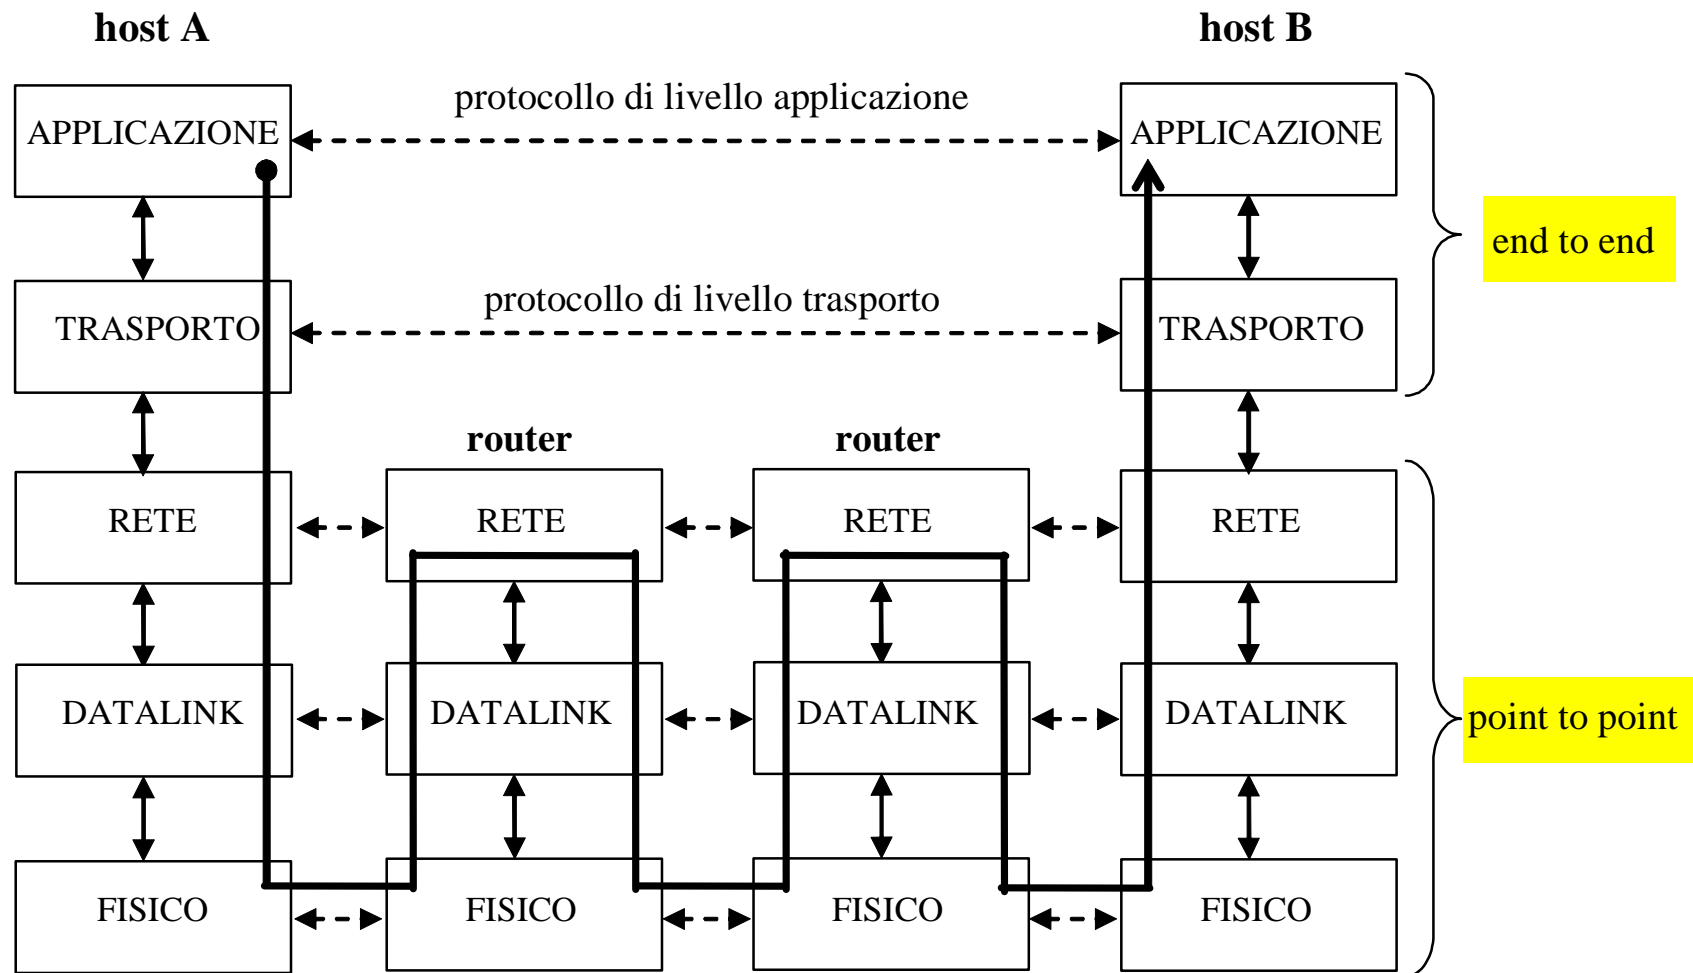 host A
host B
protocollo di livello applicazione
APPLICAZIONE
APPLICAZIONE
end to end
protocollo di livello trasporto
TRASPORTO
TRASPORTO
router
router
RETE
RETE
RETE
RETE
DATALINK
DATALINK
DATALINK
DATALINK
point to point
FISICO
FISICO
FISICO
FISICO